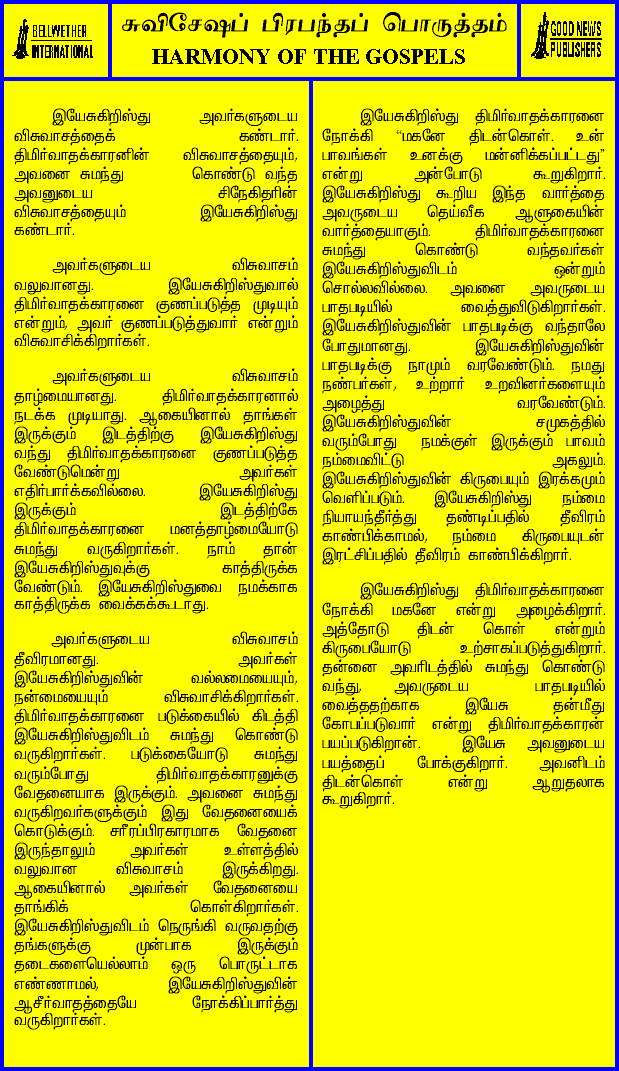 BELLWETHER
INTERNATIONAL
சுவிசேஷப் பிரபந்தப் பொருத்தம்
HARMONY OF THE GOSPELS
GOOD NEWS
PUBLISHERS
இயேசுகிறிஸ்து அவர்களுடைய
விசுவாசத்தைக் கண்டார்.
திமிர்வாதக்காரனின் விசுவாசத்தையும்,
அவனை சுமந்து கொண்டு வந்த
அவனுடைய சிநேகிதரின்
விசுவாசத்தையும் இயேசுகிறிஸ்து
கண்டார்.
அவர்களுடைய விசுவாசம்
வலுவானது. இயேசுகிறிஸ்துவால்
திமிர்வாதக்காரனை குணப்படுத்த முடியும்
என்றும், அவர் குணப்படுத்துவார் என்றும்
விசுவாசிக்கிறார்கள்.
அவர்களுடைய விசுவாசம்
தாழ்மையானது. திமிர்வாதக்காரனால்
நடக்க முடியாது. ஆகையினால் தாங்கள்
இருக்கும் இடத்திற்கு இயேசுகிறிஸ்து
வந்து திமிர்வாதக்காரனை குணப்படுத்த
வேண்டுமென்று அவர்கள்
எதிர்பார்க்கவில்லை. இயேசுகிறிஸ்து
இருக்கும் இடத்திற்கே
திமிர்வாதக்காரனை மனத்தாழ்மையோடு
சுமந்து வருகிறார்கள். நாம் தான்
இயேசுகிறிஸ்துவுக்கு காத்திருக்க
வேண்டும். இயேசுகிறிஸ்துவை நமக்காக
காத்திருக்க வைக்கக்கூடாது.
அவர்களுடைய விசுவாசம்
தீவிரமானது. அவர்கள்
இயேசுகிறிஸ்துவின் வல்லமையையும்,
நன்மையையும் விசுவாசிக்கிறார்கள்.
திமிர்வாதக்காரனை படுக்கையில் கிடத்தி
இயேசுகிறிஸ்துவிடம் சுமந்து கொண்டு
வருகிறார்கள். படுக்கையோடு சுமந்து
வரும்போது திமிர்வாதக்காரனுக்கு
வேதனையாக இருக்கும். அவனை சுமந்து
வருகிறவர்களுக்கும் இது வேதனையைக்
கொடுக்கும். சரீரப்பிரகாரமாக வேதனை
இருந்தாலும் அவர்கள் உள்ளத்தில்
வலுவான விசுவாசம் இருக்கிறது.
ஆகையினால் அவர்கள் வேதனையை
தாங்கிக் கொள்கிறார்கள்.
இயேசுகிறிஸ்துவிடம் நெருங்கி வருவதற்கு
தங்களுக்கு முன்பாக இருக்கும்
தடைகளையெல்லாம் ஒரு பொருட்டாக
எண்ணாமல், இயேசுகிறிஸ்துவின்
ஆசீர்வாதத்தையே நோக்கிப்பார்த்து
வருகிறார்கள்.
இயேசுகிறிஸ்து திமிர்வாதக்காரனை
நோக்கி “மகனே திடன்கொள். உன்
பாவங்கள் உனக்கு மன்னிக்கப்பட்டது”
என்று அன்போடு கூறுகிறார்.
இயேசுகிறிஸ்து கூறிய இந்த வார்த்தை
அவருடைய தெய்வீக ஆளுகையின்
வார்த்தையாகும். திமிர்வாதக்காரனை
சுமந்து கொண்டு வந்தவர்கள்
இயேசுகிறிஸ்துவிடம் ஒன்றும்
சொல்லவில்லை. அவனை அவருடைய
பாதபடியில் வைத்துவிடுகிறார்கள்.
இயேசுகிறிஸ்துவின் பாதபடிக்கு வந்தாலே
போதுமானது. இயேசுகிறிஸ்துவின்
பாதபடிக்கு நாமும் வரவேண்டும். நமது
நண்பர்கள், உற்றார் உறவினர்களையும்
அழைத்து வரவேண்டும்.
இயேசுகிறிஸ்துவின் சமுகத்தில்
வரும்போது நமக்குள் இருக்கும் பாவம்
நம்மைவிட்டு அகலும்.
இயேசுகிறிஸ்துவின் கிருபையும் இரக்கமும்
வெளிப்படும். இயேசுகிறிஸ்து நம்மை
நியாயந்தீர்த்து தண்டிப்பதில் தீவிரம்
காண்பிக்காமல், நம்மை கிருபையுடன்
இரட்சிப்பதில் தீவிரம் காண்பிக்கிறார்.
இயேசுகிறிஸ்து திமிர்வாதக்காரனை
நோக்கி மகனே என்று அழைக்கிறார்.
அத்தோடு திடன் கொள் என்றும்
கிருபையோடு உற்சாகப்படுத்துகிறார்.
தன்னை அவரிடத்தில் சுமந்து கொண்டு
வந்து, அவருடைய பாதபடியில்
வைத்ததற்காக இயேசு தன்மீது
கோபப்படுவார் என்று திமிர்வாதக்காரன்
பயப்படுகிறான். இயேசு அவனுடைய
பயத்தைப் போக்குகிறார். அவனிடம்
திடன்கொள் என்று ஆறுதலாக
கூறுகிறார்.